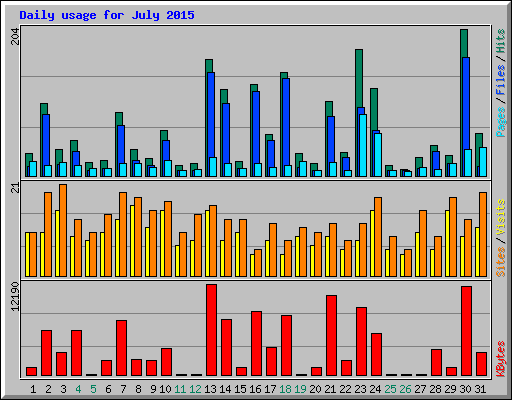 Daily usage for July 2015
204
Pages / Files / Hits
21
Sites / Visits
12190
KBytes
1 2 3 4 5 6 7 8 9 10 11 12 13 14 15 16 17 18 19 20 21 22 23 24 25 26 27 28 29 30 31